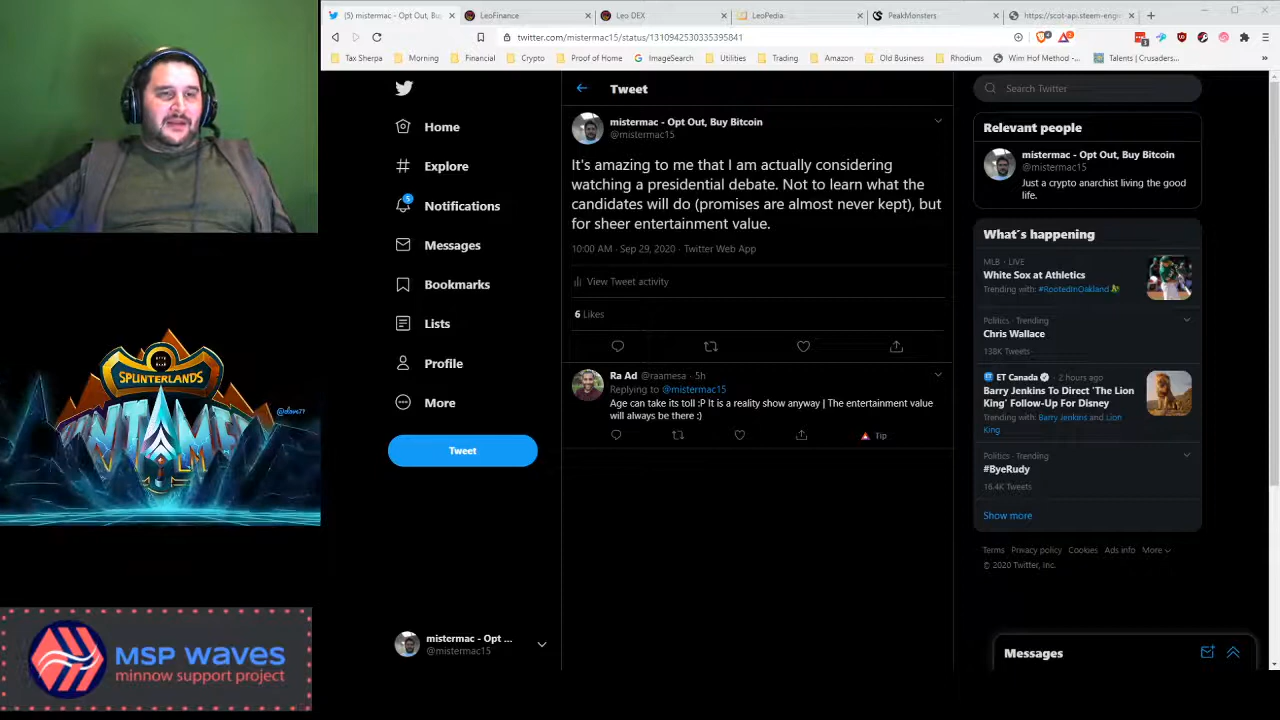 (5) mistermac - Opt Out, Bu
LeoFinance
Leo DEX
LeoPedia
PeakMonsters
https://scot-api.steem-engi
twitter.com/mistermac15/status/1310942530335395841
Tax Sherpa
Morning
Financial
Crypto
Proof of Home
ImageSearch
Utilities
Trading
Amazon
Old Business
Rhodium
Wim Hof Method -...
Talents | Crusaders...
Home
Explore
5
Notifications
Messages
Bookmarks
Lists
Profile
More
Tweet
mistermac - Opt ...
@mistermac15
Tweet
mistermac - Opt Out, Buy Bitcoin
@mistermac15
It's amazing to me that I am actually considering
watching a presidential debate. Not to learn what the
candidates will do (promises are almost never kept), but
for sheer entertainment value.
10:00 AM · Sep 29, 2020 · Twitter Web App
View Tweet activity
6 Likes
Ra Ad @raamesa · 5h
Replying to @mistermac15
Age can take its toll :P It is a reality show anyway | The entertainment value
will always be there :)
Tip
Search Twitter
Relevant people
mistermac - Opt Out, Buy Bitcoin
@mistermac15
Just a crypto anarchist living the good
life.
What's happening
MLB · LIVE
White Sox at Athletics
Trending with: #RootedInOakland
Politics · Trending
Chris Wallace
138K Tweets
ET Canada · 2 hours ago
Barry Jenkins To Direct 'The Lion
King' Follow-Up For Disney
Trending with: Barry Jenkins and Lion
King
Politics · Trending
#ByeRudy
16.4K Tweets
Show more
Terms Privacy policy Cookies Ads info More
© 2020 Twitter, Inc.
Messages
SPLINTERLANDS
UNTAMED
@dave77
MSP waves
minnow support project